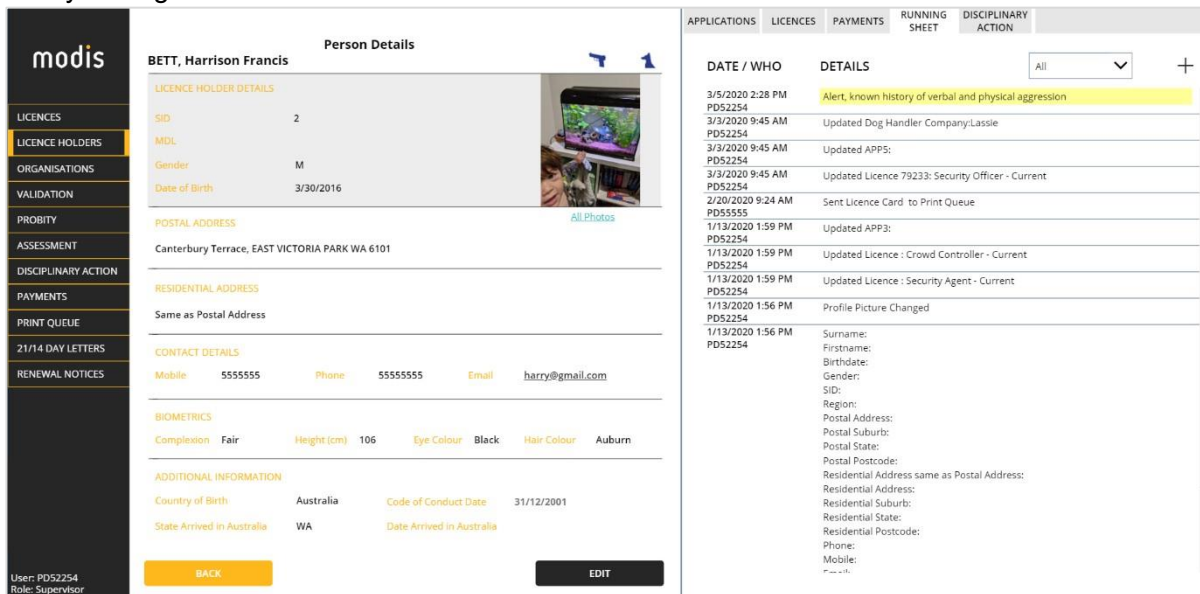 modis
LICENCES
LICENCE HOLDERS
ORGANISATIONS
VALIDATION
PROBITY
ASSESSMENT
DISCIPLINARY ACTION
PAYMENTS
PRINT QUEUE
21/14 DAY LETTERS
RENEWAL NOTICES
User: PD52254
Role: Supervisor
Person Details
BETT, Harrison Francis
LICENCE HOLDER DETAILS
SID 2
MDL
Gender M
Date of Birth 3/30/2016
All Photos
POSTAL ADDRESS
Canterbury Terrace, EAST VICTORIA PARK WA 6101
RESIDENTIAL ADDRESS
Same as Postal Address
CONTACT DETAILS
Mobile 5555555 Phone 55555555 Email harry@gmail.com
BIOMETRICS
Complexion Fair Height (cm) 106 Eye Colour Black Hair Colour Auburn
ADDITIONAL INFORMATION
Country of Birth Australia Code of Conduct Date 31/12/2001
State Arrived in Australia WA Date Arrived in Australia
BACK EDIT
APPLICATIONS LICENCES PAYMENTS RUNNING SHEET DISCIPLINARY ACTION
DATE / WHO DETAILS All
3/5/2020 2:28 PM Alert, known history of verbal and physical aggression
PD52254
3/3/2020 9:45 AM Updated Dog Handler Company:Lassie
PD52254
3/3/2020 9:45 AM Updated APP5:
PD52254
3/3/2020 9:45 AM Updated Licence 79233: Security Officer - Current
PD52254
2/20/2020 9:24 AM Sent Licence Card to Print Queue
PD55555
1/13/2020 1:59 PM Updated APP3:
PD52254
1/13/2020 1:59 PM Updated Licence : Crowd Controller - Current
PD52254
1/13/2020 1:59 PM Updated Licence : Security Agent - Current
PD52254
1/13/2020 1:56 PM Profile Picture Changed
PD52254
1/13/2020 1:56 PM Surname:
PD52254 Firstname:
Birthdate:
Gender:
SID:
Region:
Postal Address:
Postal Suburb:
Postal State:
Postal Postcode:
Residential Address same as Postal Address:
Residential Address:
Residential Suburb:
Residential State:
Residential Postcode:
Phone:
Mobile: